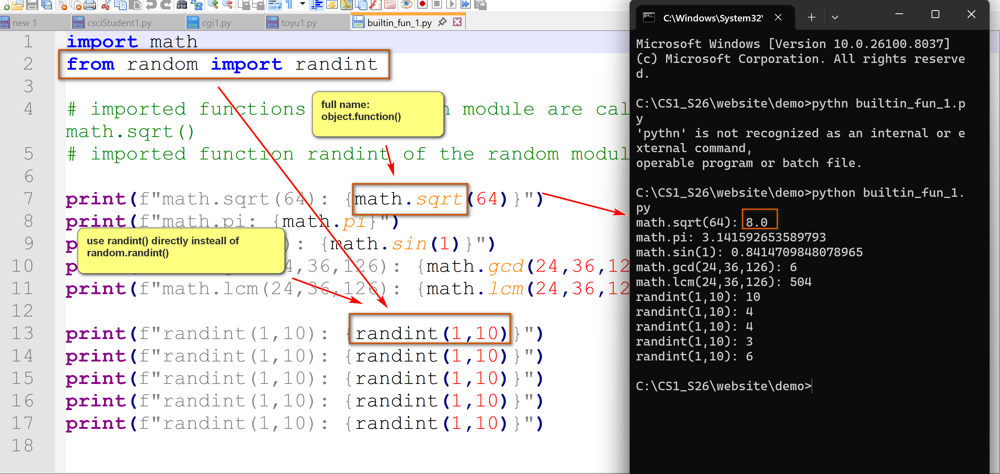 new 1
csciStudent1.py
cgi1.py
toyu1.py
builtin_fun_1.py
1 import math
2 from random import randint
3
4 # imported functions module are cal
math.sqrt()
5 # imported function randint of the random modul
6
7 print(f"math.sqrt(64): {math.sqrt(64)}")
8 print(f"math.pi: {math.pi}")
9 ): {math.sin(1)}")
10 4,36,126): {math.gcd(24,36,12
11 print(f"math.lcm(24,36,126): {math.lcm(24,36,12
12
13 print(f"randint(1,10): {randint(1,10)}")
14 print(f"randint(1,10): {randint(1,10)}")
15 print(f"randint(1,10): {randint(1,10)}")
16 print(f"randint(1,10): {randint(1,10)}")
17 print(f"randint(1,10): {randint(1,10)}")
18
full name:
object.function()
use randint() directly insteall of
random.randint()
C:\Windows\System32\
Microsoft Windows [Version 10.0.26100.8037]
(c) Microsoft Corporation. All rights reserve
d.
C:\CS1_S26\website\demo>pythn builtin_fun_1.p
y
'pythn' is not recognized as an internal or e
xternal command,
operable program or batch file.
C:\CS1_S26\website\demo>python builtin_fun_1.
py
math.sqrt(64): 8.0
math.pi: 3.141592653589793
math.sin(1): 0.8414709848078965
math.gcd(24,36,126): 6
math.lcm(24,36,126): 504
randint(1,10): 10
randint(1,10): 4
randint(1,10): 4
randint(1,10): 3
randint(1,10): 6
C:\CS1_S26\website\demo>